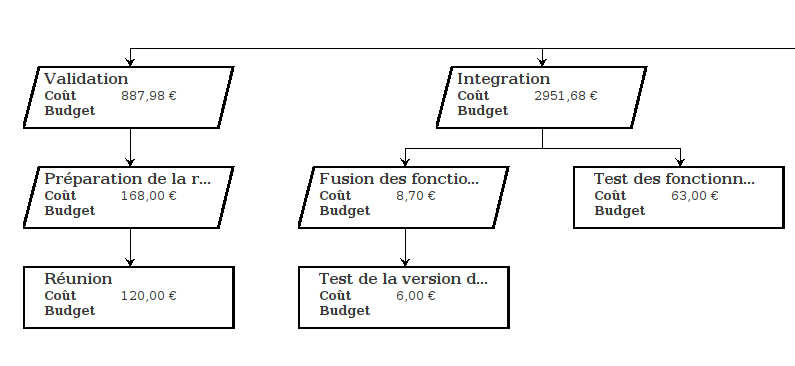 Validation
Coût 887,98 €
Budget
Integration
Coût 2951,68 €
Budget
Préparation de la r...
Coût 168,00 €
Budget
Fusion des fonctio...
Coût 8,70 €
Budget
Test des fonctionn...
Coût 63,00 €
Budget
Réunion
Coût 120,00 €
Budget
Test de la version d...
Coût 6,00 €
Budget